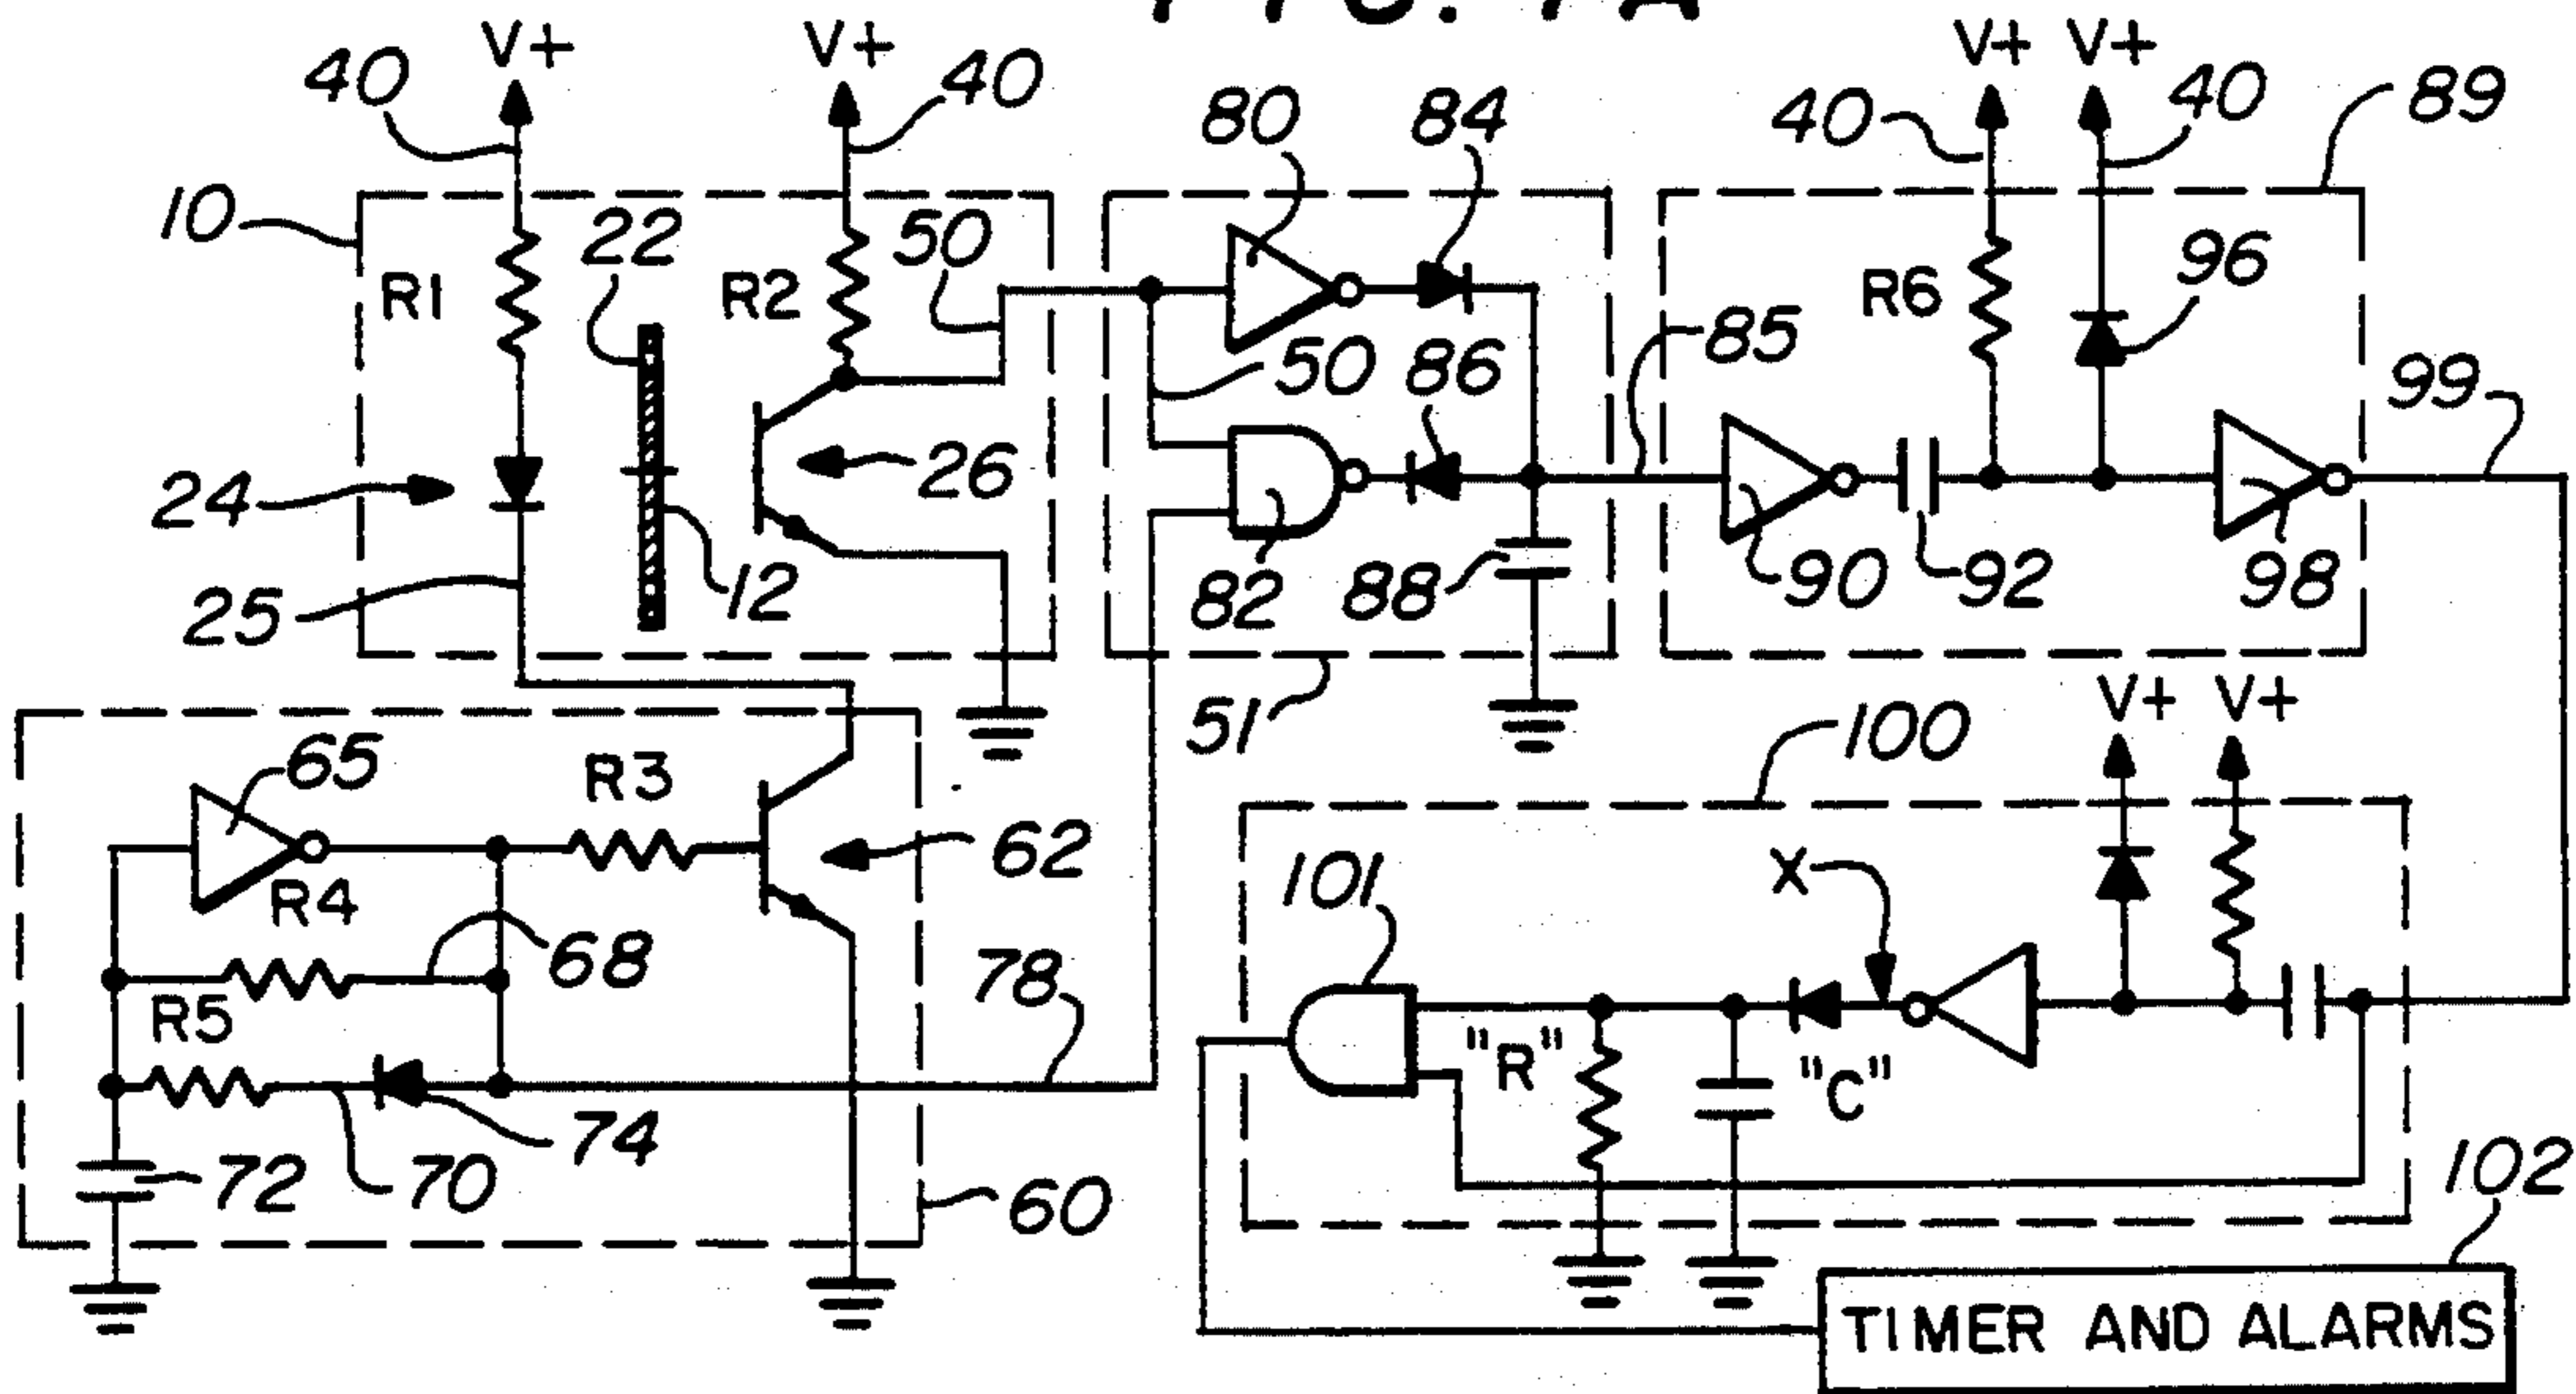 V+ V+ V+ V+
40 40 80 84 40 40 89
10 22 50
R1 R2 R6 96
50 86 85 99
24 26
25 12 82 88 90 92 98
51 V+ V+
65 R3 100
R4 62 101 X
68 78
R5 "R" "C"
74
72 70 60 102
TIMER AND ALARMS